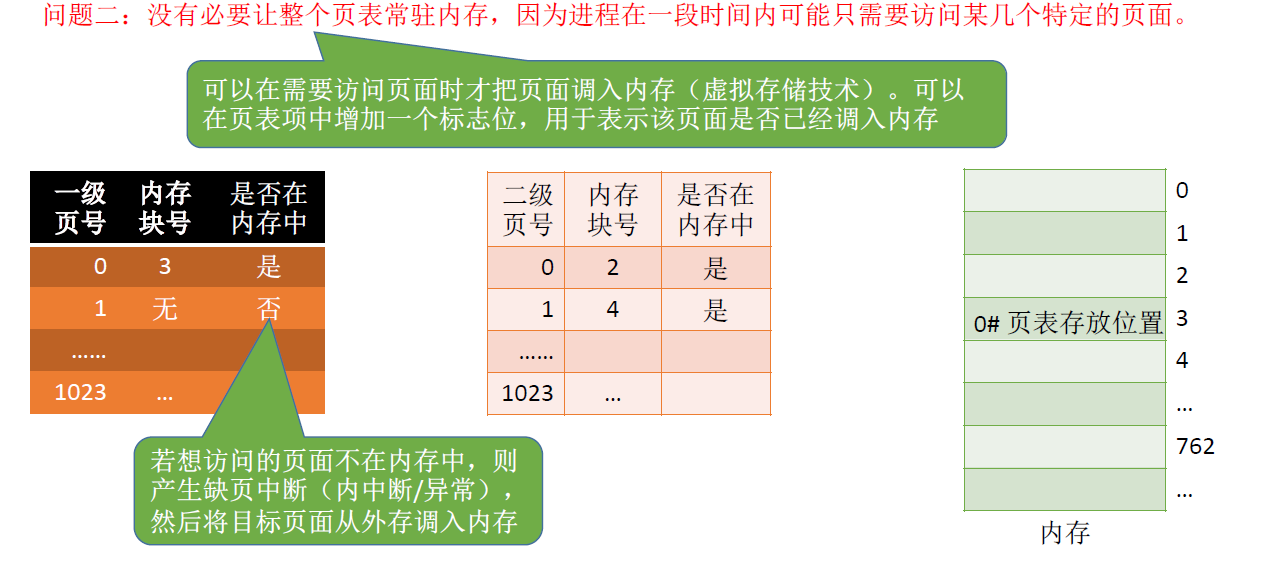 问题二：没有必要让整个页表常驻内存，因为进程在一段时间内可能只需要访问某几个特定的页面。
可以在需要访问页面时才把页面调入内存（虚拟存储技术）。可以
在页表项中增加一个标志位，用于表示该页面是否已经调入内存
一级 内存 是否在
页号 块号 内存中
0 3 是
1 无 否
……
1023 …
二级 内存 是否在
页号 块号 内存中
0 2 是
1 4 是
……
1023 …
0
1
2
0# 页表存放位置 3
4
…
762
…
内存
若想访问的页面不在内存中，则
产生缺页中断（内中断/异常），
然后将目标页面从外存调入内存